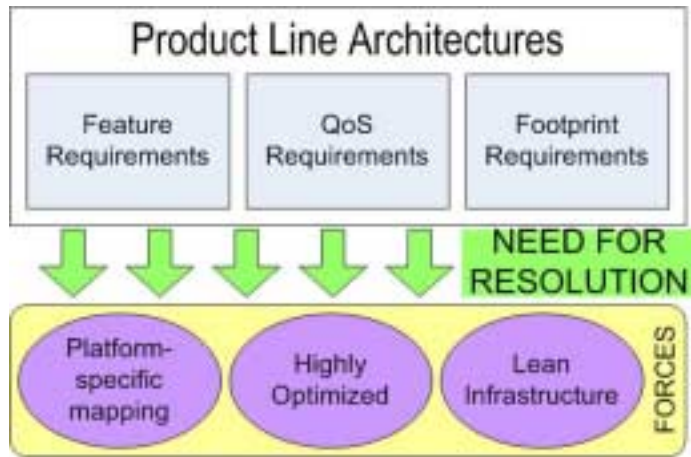 Product Line Architectures
Feature
Requirements
QoS
Requirements
Footprint
Requirements
NEED FOR
RESOLUTION
Platform-
specific
mapping
Highly
Optimized
Lean
Infrastructure
FORCES